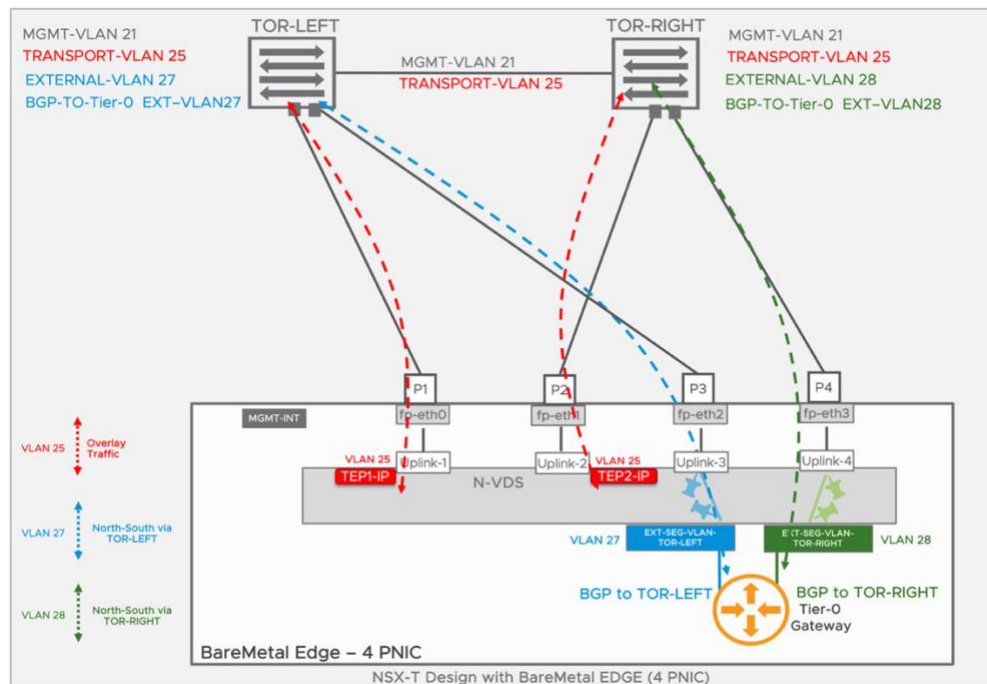 TOR-LEFT
TOR-RIGHT
MGMT-VLAN 21
TRANSPORT-VLAN 25
EXTERNAL-VLAN 27
BGP-TO-Tier-0 EXT–VLAN27
MGMT-VLAN 21
TRANSPORT-VLAN 25
MGMT-VLAN 21
TRANSPORT-VLAN 25
EXTERNAL-VLAN 28
BGP-TO-Tier-0 EXT–VLAN28
P1
P2
P3
P4
MGMT-INT
fp-eth0
fp-eth1
fp-eth2
fp-eth3
VLAN 25
Overlay
Traffic
VLAN 25
Uplink-1
TEP1-IP
Uplink-2
VLAN 25
TEP2-IP
Uplink-3
Uplink-4
N-VDS
VLAN 27
North-South via
TOR-LEFT
VLAN 27
EXT-SEG-VLAN-
TOR-LEFT
EXT-SEG-VLAN-
TOR-RIGHT
VLAN 28
BGP to TOR-LEFT
BGP to TOR-RIGHT
Tier-0
Gateway
VLAN 28
North-South via
TOR-RIGHT
BareMetal Edge – 4 PNIC
NSX-T Design with BareMetal EDGE (4 PNIC)